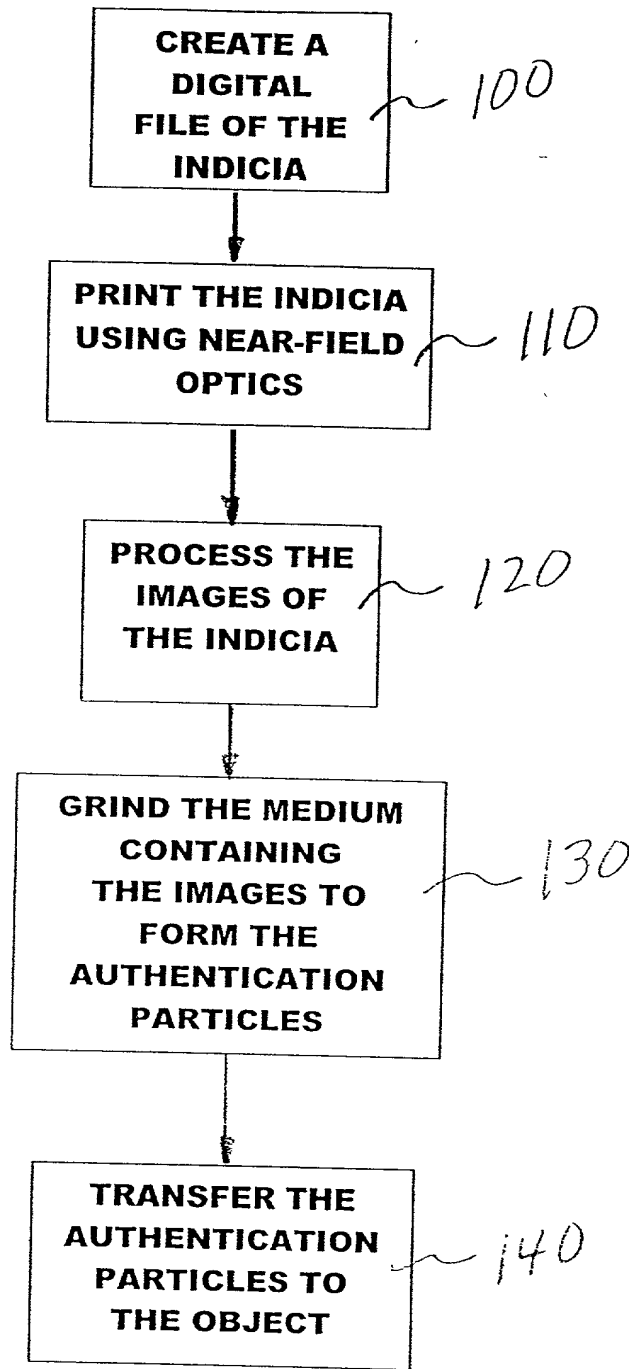 CREATE A
DIGITAL
FILE OF THE
INDICIA
100
PRINT THE INDICIA
USING NEAR-FIELD
OPTICS
110
PROCESS THE
IMAGES OF
THE INDICIA
120
GRIND THE MEDIUM
CONTAINING
THE IMAGES TO
FORM THE
AUTHENTICATION
PARTICLES
130
TRANSFER THE
AUTHENTICATION
PARTICLES TO
THE OBJECT
140